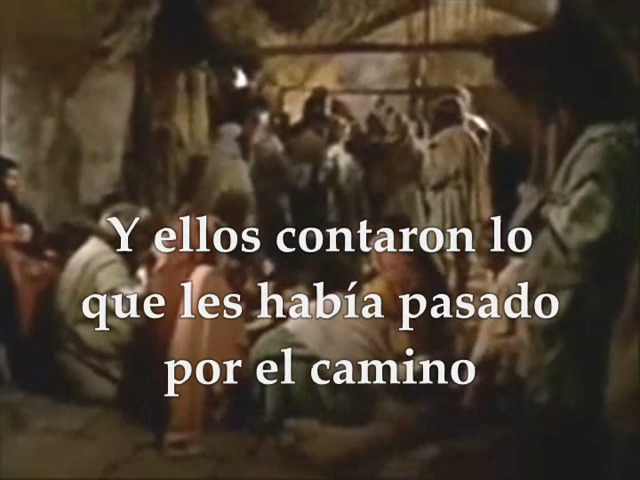 Y ellos contaron lo
que les había pasado
por el camino